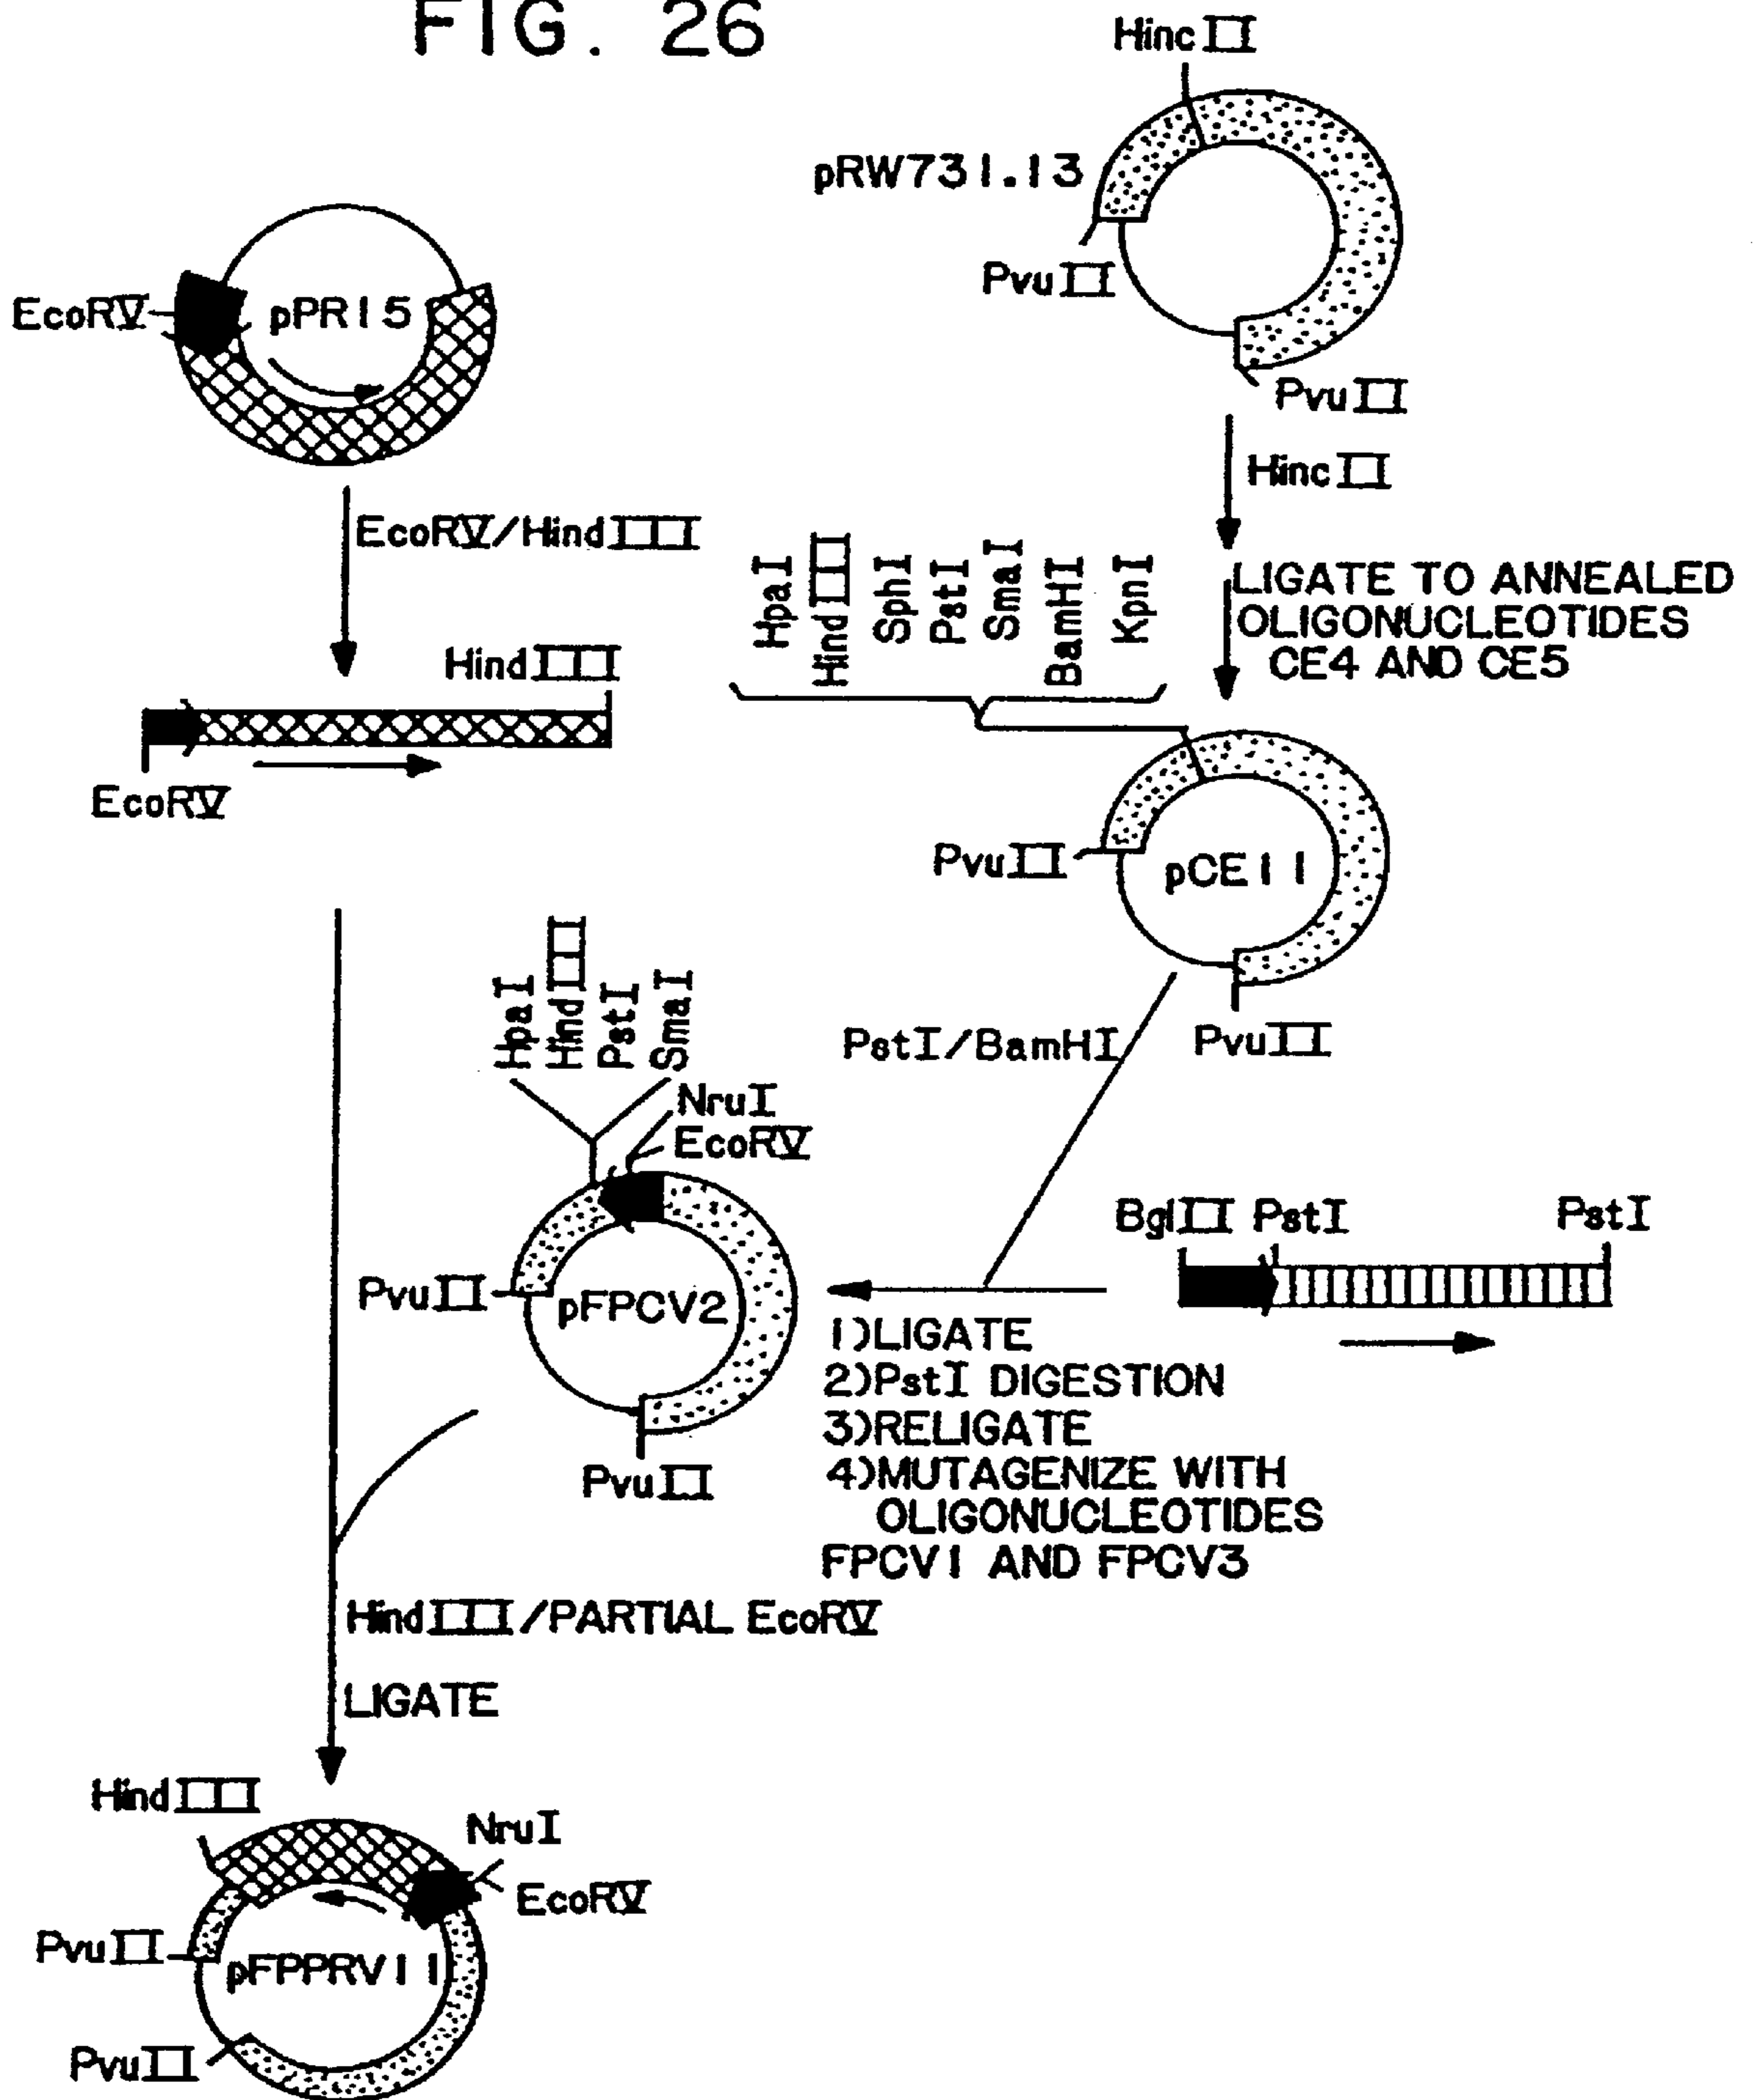 FIG. 26
HincII
pRW731.13
PvuII
PvuII
EcoRV
pPR15
HincII
EcoRV/HindIII
HpaI
HindIII
SphI
PstI
SmaI
BamHI
KpnI
LIGATE TO ANNEALED
OLIGONUCLEOTIDES
CE4 AND CE5
HindIII
EcoRV
PvuII
pCE11
PvuII
HpaI
HindIII
PstI
SmaI
NruI
EcoRV
PstI/BamHI
BglII PstI PstI
PvuII
pFPCV2
PvuII
1)LIGATE
2)PstI DIGESTION
3)RELIGATE
4)MUTAGENIZE WITH
OLIGONUCLEOTIDES
FPCV1 AND FPCV3
HindIII/PARTIAL EcoRV
LIGATE
HindIII
NruI
EcoRV
PvuII
pFPPRV11
PvuII